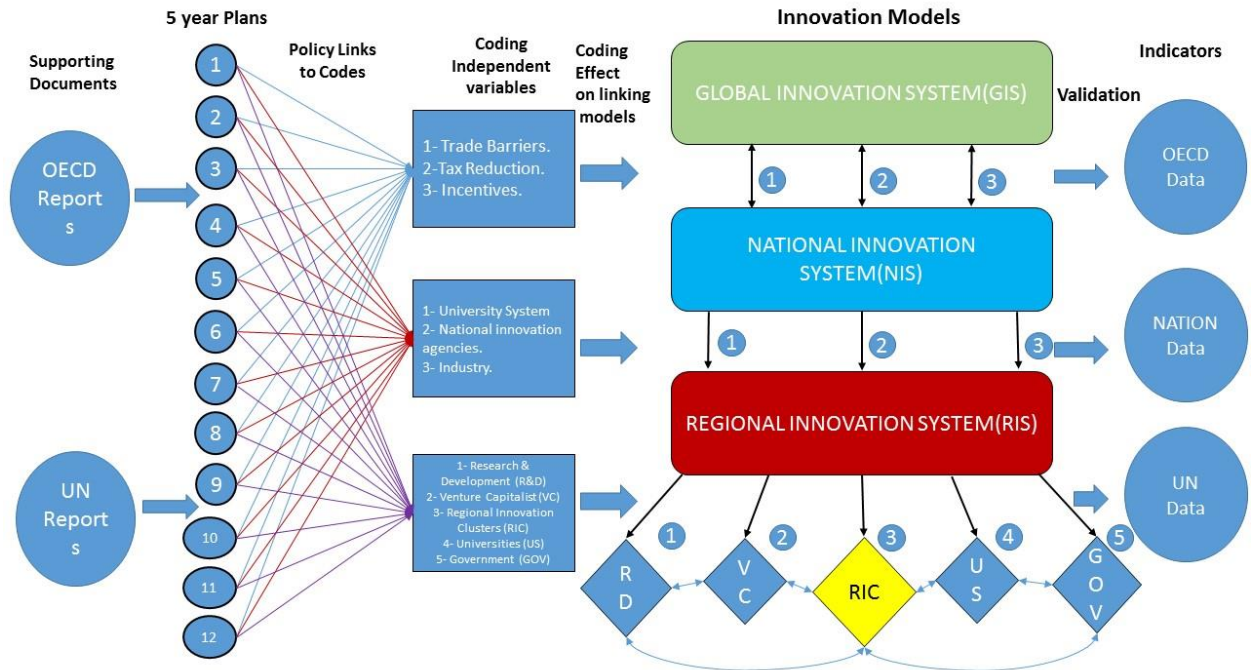 5 year Plans
Innovation Models
Supporting
Documents
Policy Links
to Codes
Coding
Independent
variables
Coding
Effect
on linking
models
Indicators
Validation
OECD
Report
s
UN
Report
s
1
2
3
4
5
6
7
8
9
10
11
12
1- Trade Barriers.
2-Tax Reduction.
3- Incentives.
1- University System
2- National innovation
agencies.
3- Industry.
1- Research &
Development (R&D)
2- Venture Capitalist (VC)
3- Regional Innovation
Clusters (RIC)
4- Universities (US)
5- Government (GOV)
GLOBAL INNOVATION SYSTEM(GIS)
1
2
3
NATIONAL INNOVATION
SYSTEM(NIS)
1
2
3
REGIONAL INNOVATION SYSTEM(RIS)
1
2
3
4
5
R
D
V
C
RIC
U
S
G
O
V
OECD
Data
NATION
Data
UN
Data